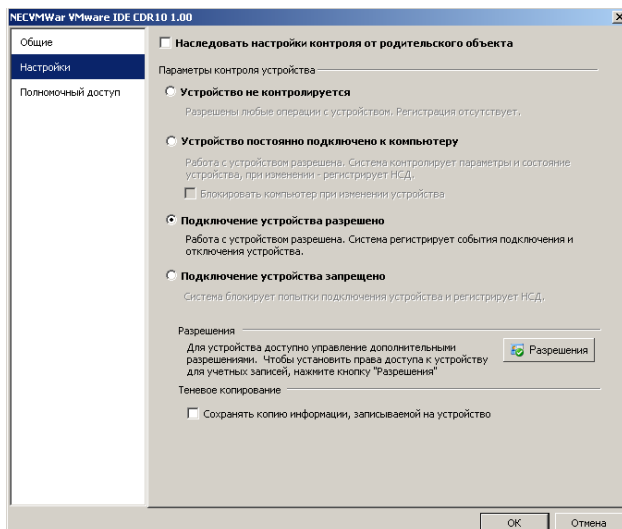 NECVMWar VMware IDE CDR10 1.00
Общие
Настройки
Полномочный доступ
Наследовать настройки контроля от родительского объекта
Параметры контроля устройства
Устройство не контролируется
Разрешены любые операции с устройством. Регистрация отсутствует.
Устройство постоянно подключено к компьютеру
Работа с устройством разрешена. Система контролирует параметры и состояние
устройства, при изменении - регистрирует НСД.
Блокировать компьютер при изменении устройства
Подключение устройства разрешено
Работа с устройством разрешена. Система регистрирует события подключения и
отключения устройства.
Подключение устройства запрещено
Система блокирует попытки подключения устройства и регистрирует НСД.
Разрешения
Для устройства доступно управление дополнительными
разрешениями. Чтобы установить права доступа к устройству
для учетных записей, нажмите кнопку "Разрешения"
Разрешения
Теневое копирование
Сохранять копию информации, записываемой на устройство
OK
Отмена